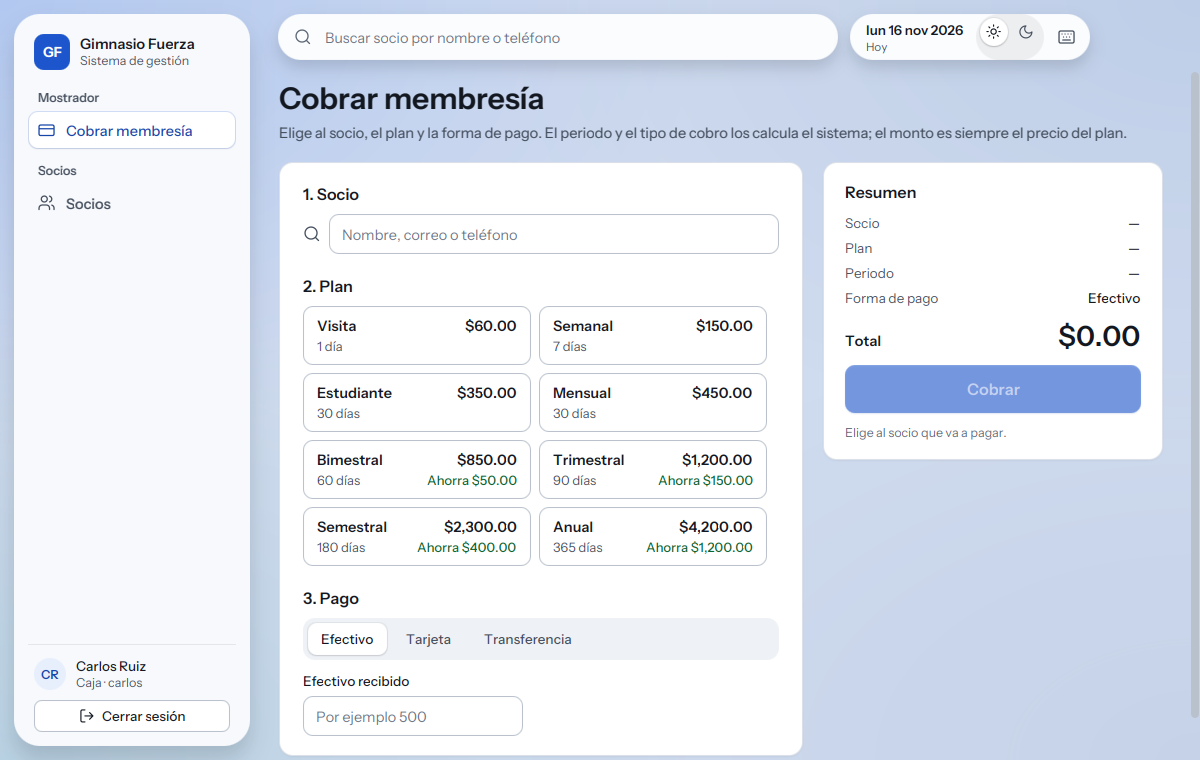 GF
Gimnasio Fuerza
Sistema de gestión
Mostrador
Cobrar membresía
Socios
Socios
Carlos Ruiz
CR
Caja · carlos
Cerrar sesión
Buscar socio por nombre o teléfono
lun 16 nov 2026
Hoy
Cobrar membresía
Elige al socio, el plan y la forma de pago. El periodo y el tipo de cobro los calcula el sistema; el monto es siempre el precio del plan.
1. Socio
Nombre, correo o teléfono
2. Plan
Visita $60.00
1 día
Semanal $150.00
7 días
Estudiante $350.00
30 días
Mensual $450.00
30 días
Bimestral $850.00
60 días Ahorra $50.00
Trimestral $1,200.00
90 días Ahorra $150.00
Semestral $2,300.00
180 días Ahorra $400.00
Anual $4,200.00
365 días Ahorra $1,200.00
3. Pago
Efectivo Tarjeta Transferencia
Efectivo recibido
Por ejemplo 500
Resumen
Socio —
Plan —
Periodo —
Forma de pago Efectivo
Total $0.00
Cobrar
Elige al socio que va a pagar.